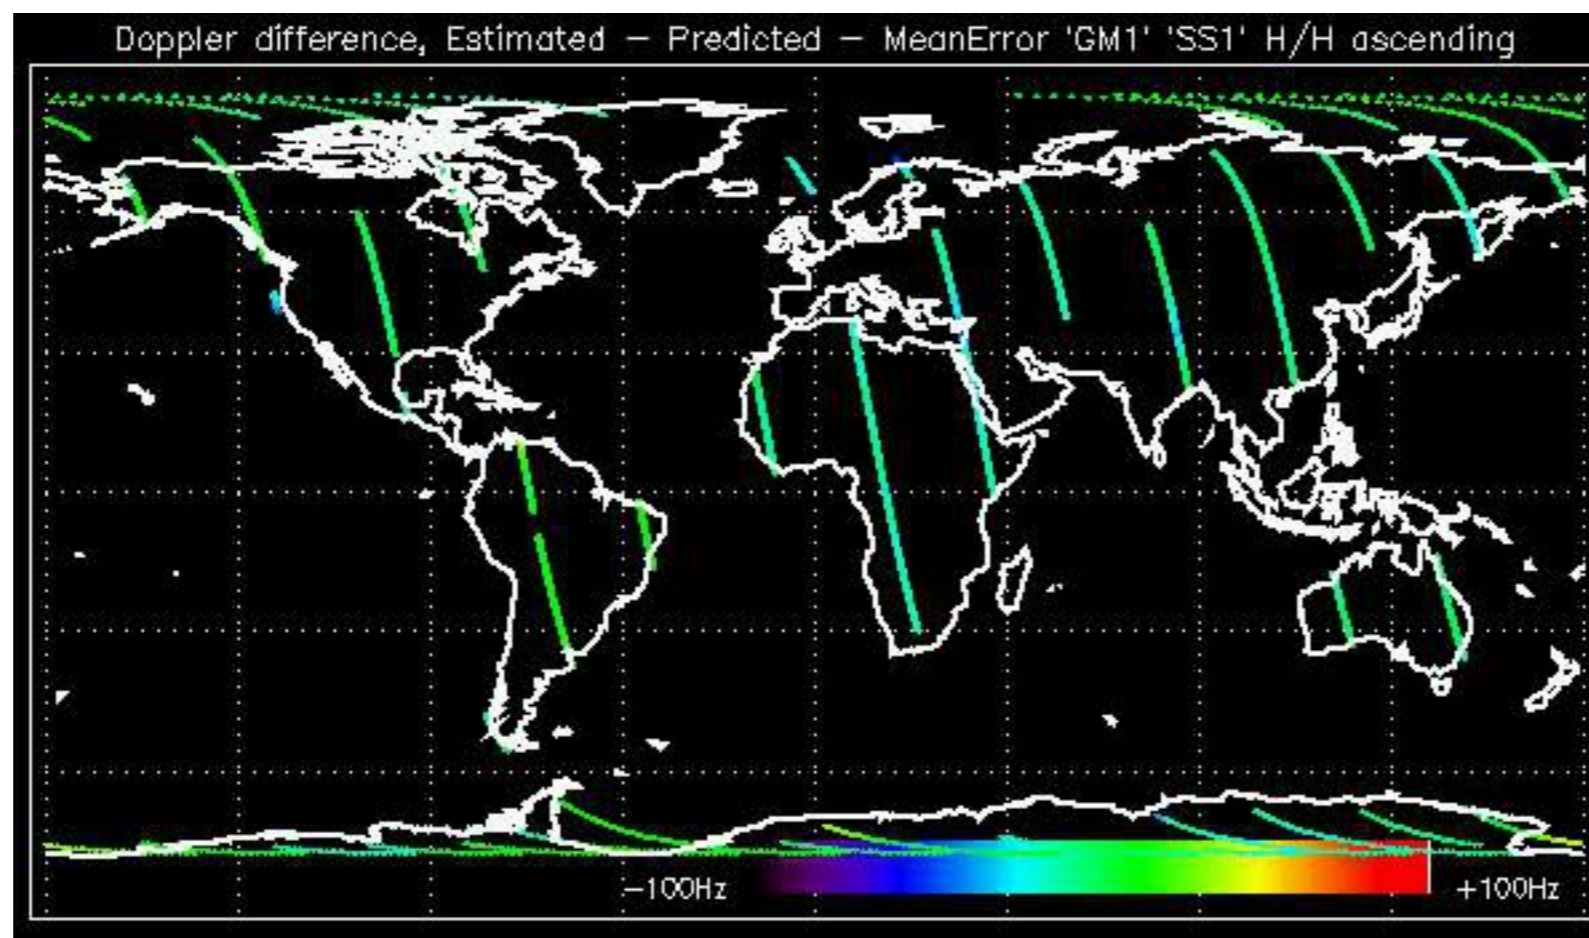 Doppler difference, Estimated – Predicted – MeanError 'GM1' 'SS1' H/H ascending
–100Hz
+100Hz